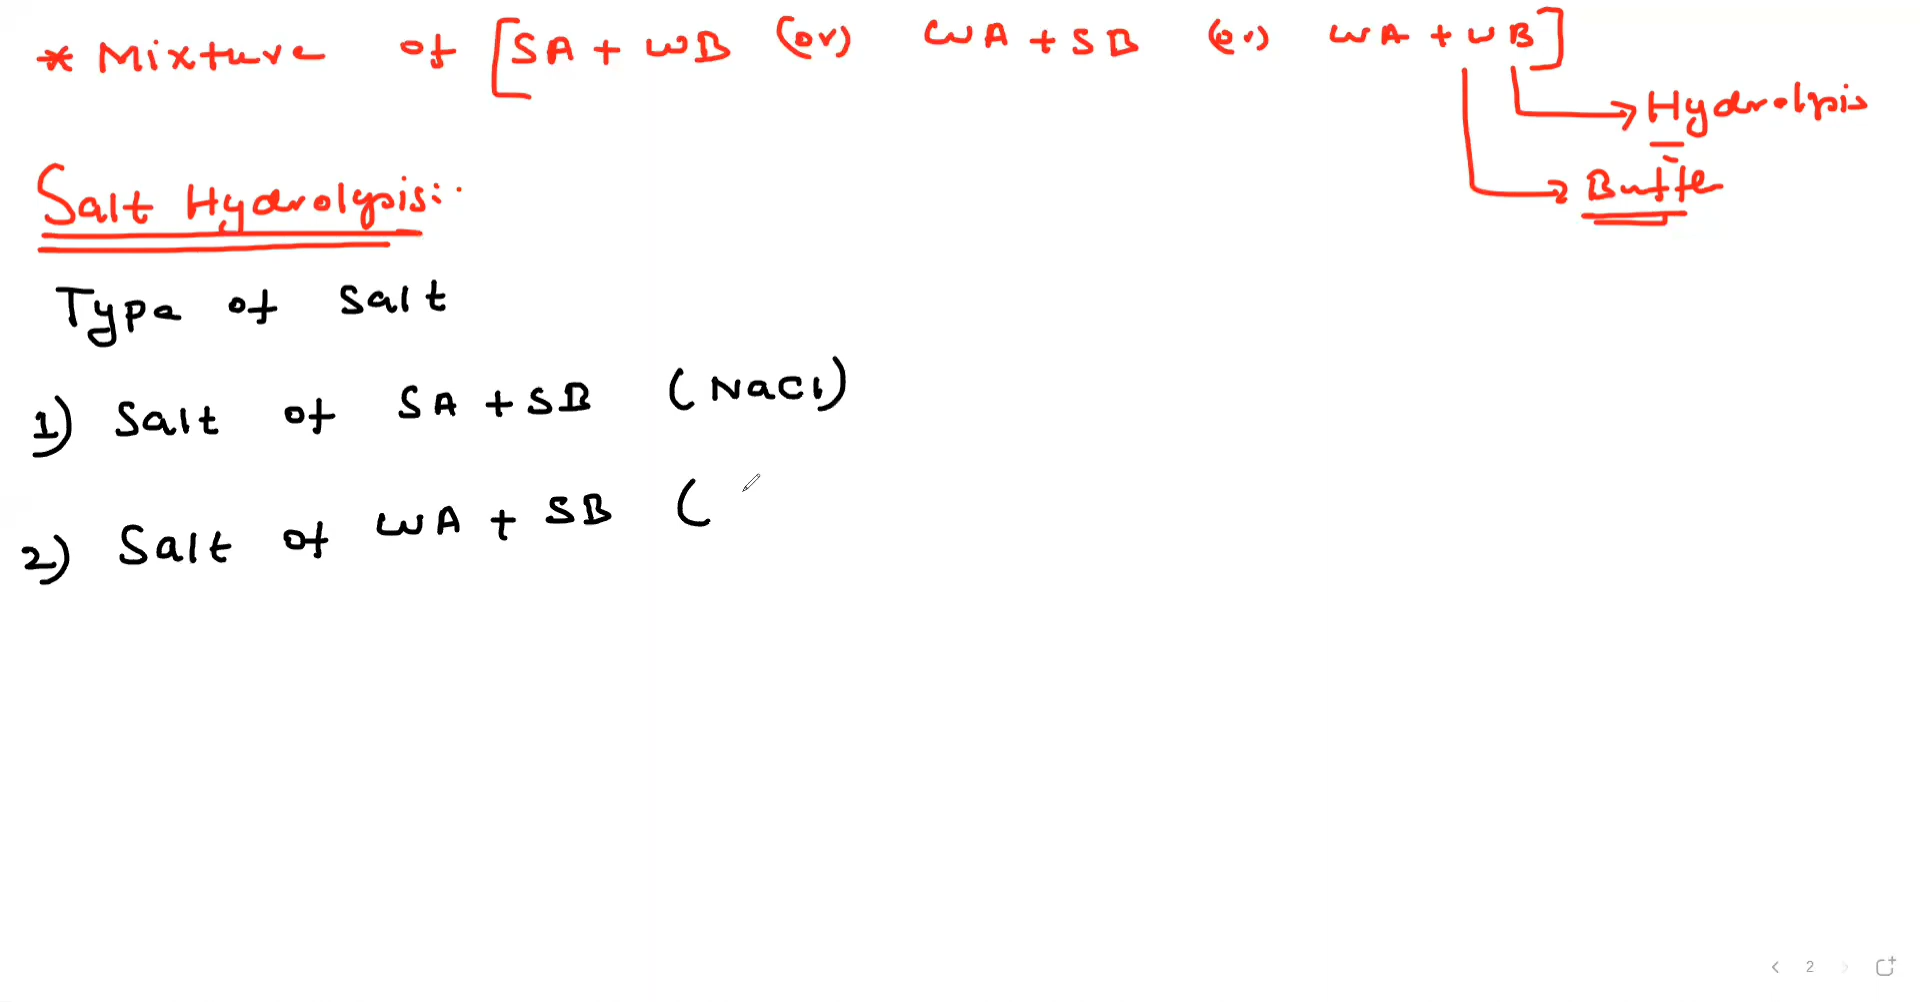 * Mixture of [SA + WB (or) WA + SB (or) WA + WB]
→ Hydrolysis
→ Buffer
Salt Hydrolysis:
Type of Salt
1) Salt of SA + SB (NaCl)
2) Salt of WA + SB (
2